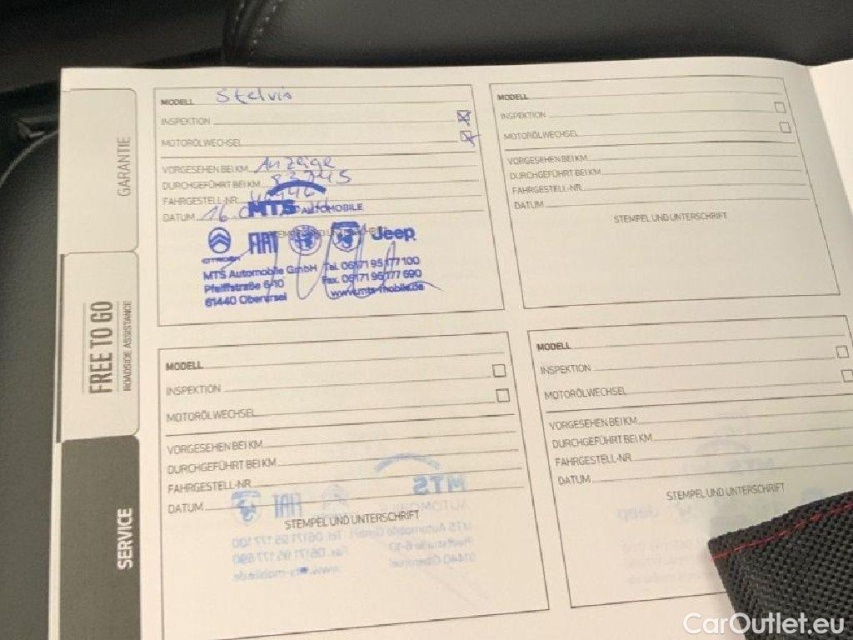 GARANTIE
FREE TO GO
ROADSIDE ASSISTANCE
SERVICE
MODELL Stelvio
INSPEKTION
MOTORÖLWECHSEL
VORGESEHEN BEI KM Anzeige
DURCHGEFÜHRT BEI KM
FAHRGESTELL-NR.
DATUM 16.0
MTS AUTOMOBILE
CITROËN FIAT Jeep
MTS Automobile GmbH Tel. 06171 95 177 100
Pfeiffstraße 6-10 Fax. 06171 95 177 690
61440 Oberursel www.mts-mobile.de
MODELL
INSPEKTION
MOTORÖLWECHSEL
VORGESEHEN BEI KM
DURCHGEFÜHRT BEI KM
FAHRGESTELL-NR.
DATUM
STEMPEL UND UNTERSCHRIFT
MODELL
INSPEKTION
MOTORÖLWECHSEL
VORGESEHEN BEI KM
DURCHGEFÜHRT BEI KM
FAHRGESTELL-NR
DATUM
STEMPEL UND UNTERSCHRIFT
MODELL
INSPEKTION
MOTORÖLWECHSEL
VORGESEHEN BEI KM
DURCHGEFÜHRT BEI KM
FAHRGESTELL-NR
DATUM
STEMPEL UND UNTERSCHRIFT
CarOutlet.eu